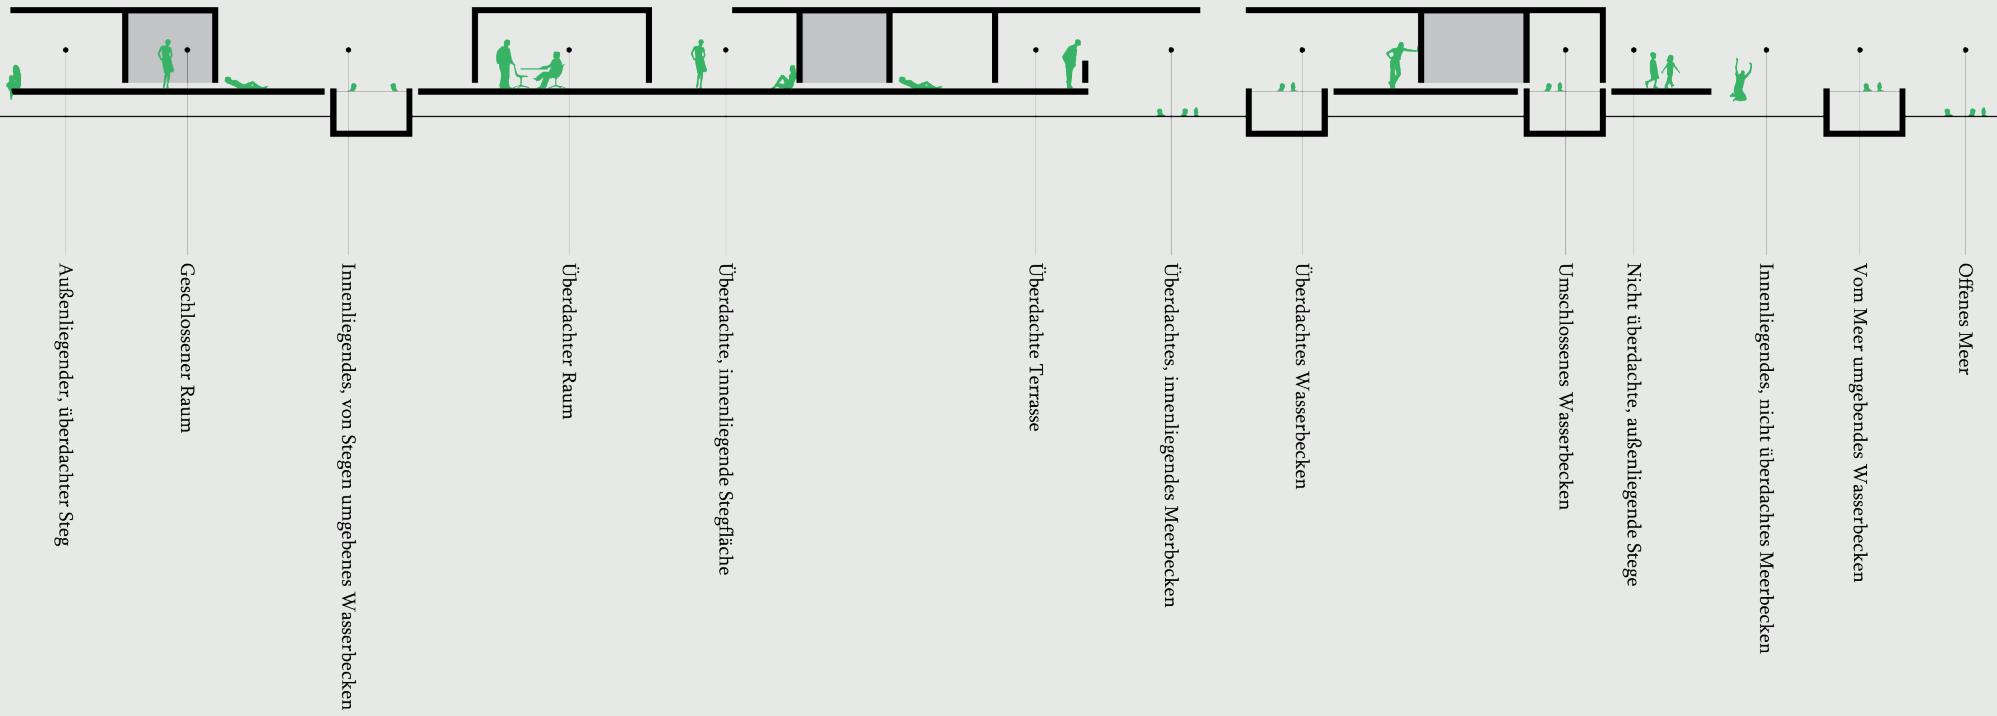 Außenliegender, überdachter Steg
Geschlossener Raum
Innenliegendes, von Stegen umgebenes Wasserbecken
Überdachter Raum
Überdachte, innenliegende Stegfläche
Überdachte Terrasse
Überdachtes, innenliegendes Meerbecken
Überdachtes Wasserbecken
Umschlossenes Wasserbecken
Nicht überdachte, außenliegende Stege
Innenliegendes, nicht überdachtes Meerbecken
Vom Meer umgebendes Wasserbecken
Offenes Meer